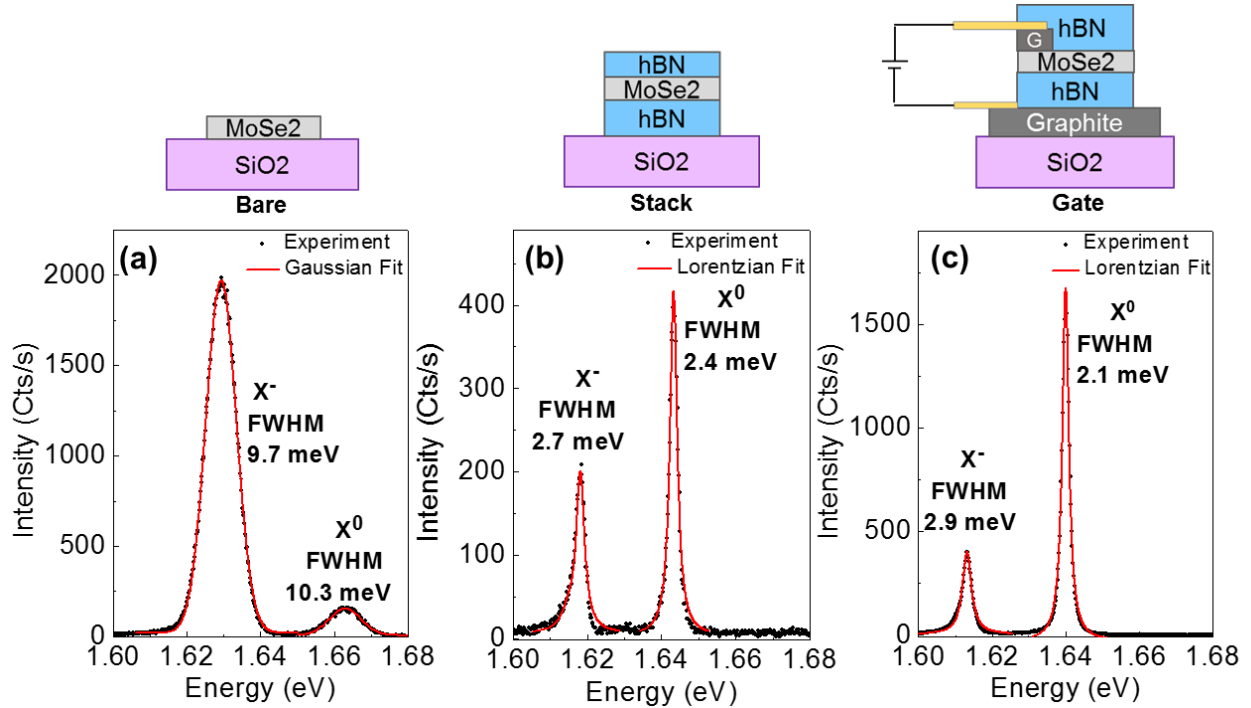 MoSe2
SiO2
Bare
hBN
MoSe2
hBN
SiO2
Stack
hBN
G
MoSe2
hBN
Graphite
SiO2
Gate
(a)
Experiment
Gaussian Fit
X-
FWHM
9.7 meV
X0
FWHM
10.3 meV
Intensity (Cts/s)
2000
1500
1000
500
0
1.60 1.62 1.64 1.66 1.68
Energy (eV)
(b)
Experiment
Lorentzian Fit
X0
FWHM
2.4 meV
X-
FWHM
2.7 meV
Intensity (Cts/s)
400
300
200
100
0
1.60 1.62 1.64 1.66 1.68
Energy (eV)
(c)
Experiment
Lorentzian Fit
X0
FWHM
2.1 meV
X-
FWHM
2.9 meV
Intensity (Cts/s)
1500
1000
500
0
1.60 1.62 1.64 1.66 1.68
Energy (eV)